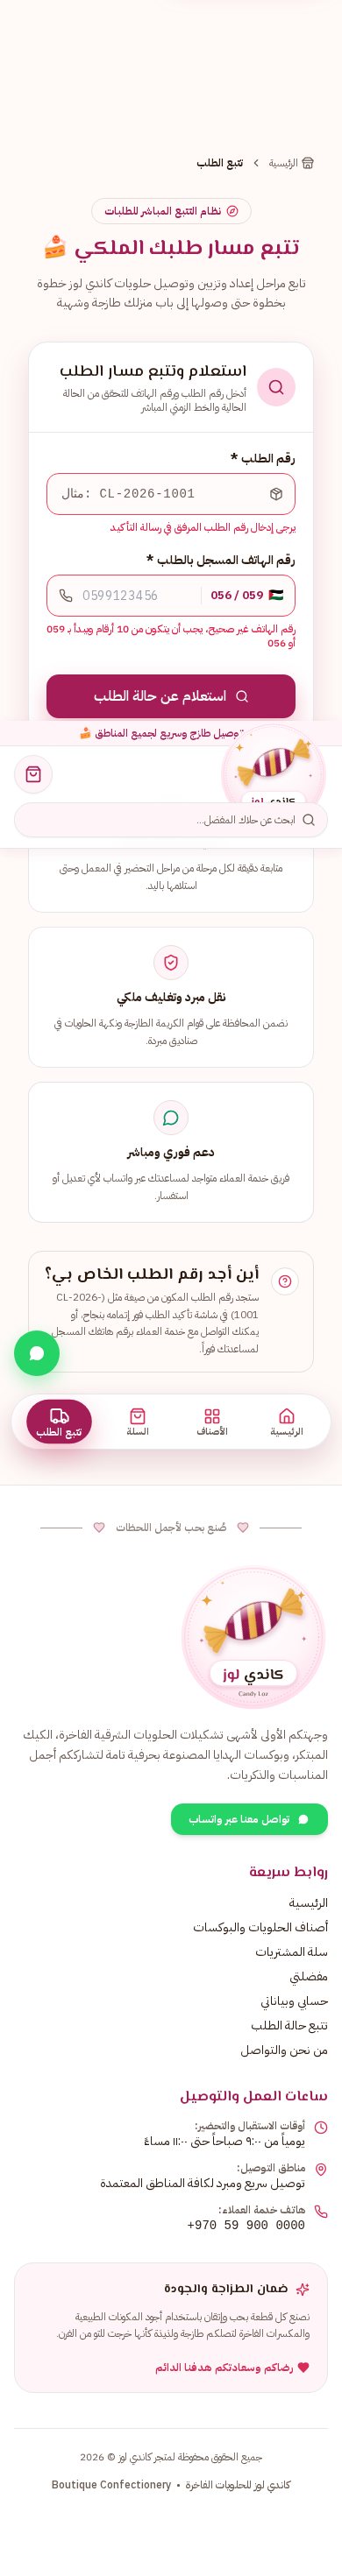 الرئيسية
تتبع الطلب
نظام التتبع المباشر للطلبات
تتبع مسار طلبك الملكي 🍰
تابع مراحل إعداد وتزيين وتوصيل حلويات كاندي لوز خطوة
بخطوة حتى وصولها إلى باب منزلك طازجة وشهية
استعلام وتتبع مسار الطلب
أدخل رقم الطلب ورقم الهاتف للتحقق من الحالة
الحالية والخط الزمني المباشر
رقم الطلب *
مثال: CL-2026-1001
يرجى إدخال رقم الطلب المرفق في رسالة التأكيد
رقم الهاتف المسجل بالطلب *
🇵🇸 059 / 056
0599123456
رقم الهاتف غير صحيح، يجب أن يتكون من 10 أرقام ويبدأ بـ 059
أو 056
استعلام عن حالة الطلب
توصيل طازج وسريع لجميع المناطق 🍰
كاندي لوز
ابحث عن حلاك المفضل...
متابعة دقيقة لكل مرحلة من مراحل التحضير في المعمل وحتى
استلامها باليد.
نقل مبرد وتغليف ملكي
نضمن المحافظة على قوام الكريمة الطازجة ونكهة الحلويات في
صناديق مبردة.
دعم فوري ومباشر
فريق خدمة العملاء متواجد لمساعدتك عبر واتساب لأي تعديل أو
استفسار.
أين أجد رقم الطلب الخاص بي؟
ستجد رقم الطلب المكون من صيغة مثل (CL-2026-
1001) في شاشة تأكيد الطلب فور إتمامه بنجاح، أو
يمكنك التواصل مع خدمة العملاء برقم هاتفك المسجل
لمساعدتك فوراً.
الرئيسية
الأصناف
السلة
تتبع الطلب
صُنع بحب لأجمل اللحظات
كاندي لوز
Candy Loz
وجهتكم الأولى لأشهى تشكيلات الحلويات الشرقية الفاخرة، الكيك
المبتكر، وبوكسات الهدايا المصنوعة بحرفية تامة لتشارككم أجمل
المناسبات والذكريات.
تواصل معنا عبر واتساب
روابط سريعة
الرئيسية
أصناف الحلويات والبوكسات
سلة المشتريات
مفضلتي
حسابي وبياناتي
تتبع حالة الطلب
من نحن والتواصل
ساعات العمل والتوصيل
أوقات الاستقبال والتحضير:
يومياً من ٩:٠٠ صباحاً حتى ١١:٠٠ مساءً
مناطق التوصيل:
توصيل سريع ومبرد لكافة المناطق المعتمدة
هاتف خدمة العملاء:
+970 59 900 0000
ضمان الطزاجة والجودة
نصنع كل قطعة بحب وإتقان باستخدام أجود المكونات الطبيعية
والمكسرات الفاخرة لتصلكم طازجة ولذيذة كأنها خرجت للتو من الفرن.
رضاكم وسعادتكم هدفنا الدائم
جميع الحقوق محفوظة لمتجر كاندي لوز © 2026
كاندي لوز للحلويات الفاخرة • Boutique Confectionery